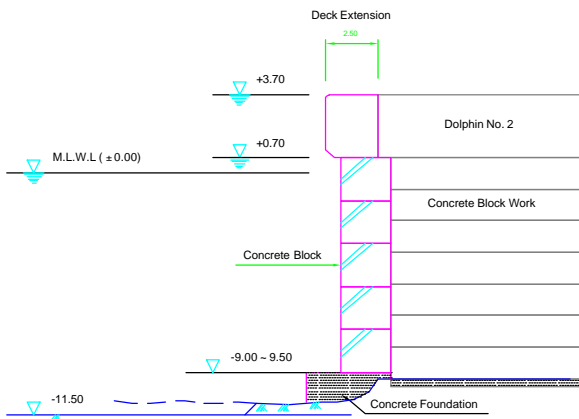 Deck Extension
2.50
+3.70
Dolphin No. 2
+0.70
M.L.W.L ( ±0.00)
Concrete Block Work
Concrete Block
-9.00 ~ 9.50
-11.50
Concrete Foundation